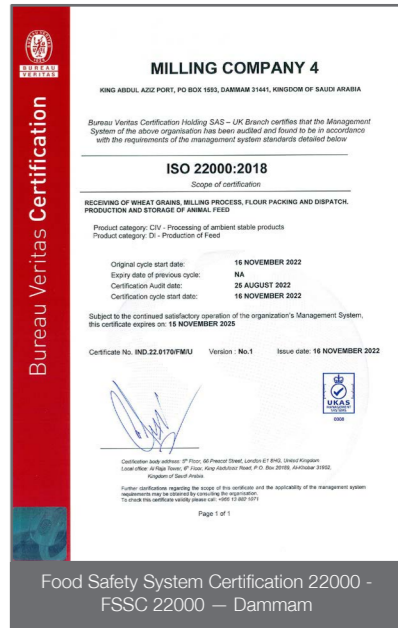 BUREAU
VERITAS
Bureau Veritas Certification
MILLING COMPANY 4
KING ABDUL AZIZ PORT, PO BOX 1593, DAMMAM 31441, KINGDOM OF SAUDI ARABIA
Bureau Veritas Certification Holding SAS – UK Branch certifies that the Management
System of the above organisation has been audited and found to be in accordance
with the requirements of the management system standards detailed below
ISO 22000:2018
Scope of certification
RECEIVING OF WHEAT GRAINS, MILLING PROCESS, FLOUR PACKING AND DISPATCH.
PRODUCTION AND STORAGE OF ANIMAL FEED
Product category: CIV - Processing of ambient stable products
Product category: DI - Production of Feed
Original cycle start date: 16 NOVEMBER 2022
Expiry date of previous cycle: NA
Certification Audit date: 25 AUGUST 2022
Certification cycle start date: 16 NOVEMBER 2022
Subject to the continued satisfactory operation of the organization's Management System,
this certificate expires on: 15 NOVEMBER 2025
Certificate No. IND.22.0170/FM/U Version : No.1 Issue date: 16 NOVEMBER 2022
UKAS
MANAGEMENT
SYSTEMS
0008
Certification body address: 5th Floor, 66 Prescot Street, London E1 8HG, United Kingdom
Local office: Al Raja Tower, 6th Floor, King Abdulaziz Road, P.O. Box 20169, Al-Khobar 31952,
Kingdom of Saudi Arabia
Further clarifications regarding the scope of this certificate and the applicability of the management system
requirements may be obtained by consulting the organisation.
To check this certificate validity please call: +966 13 882 1071
Page 1 of 1
Food Safety System Certification 22000 -
FSSC 22000 — Dammam